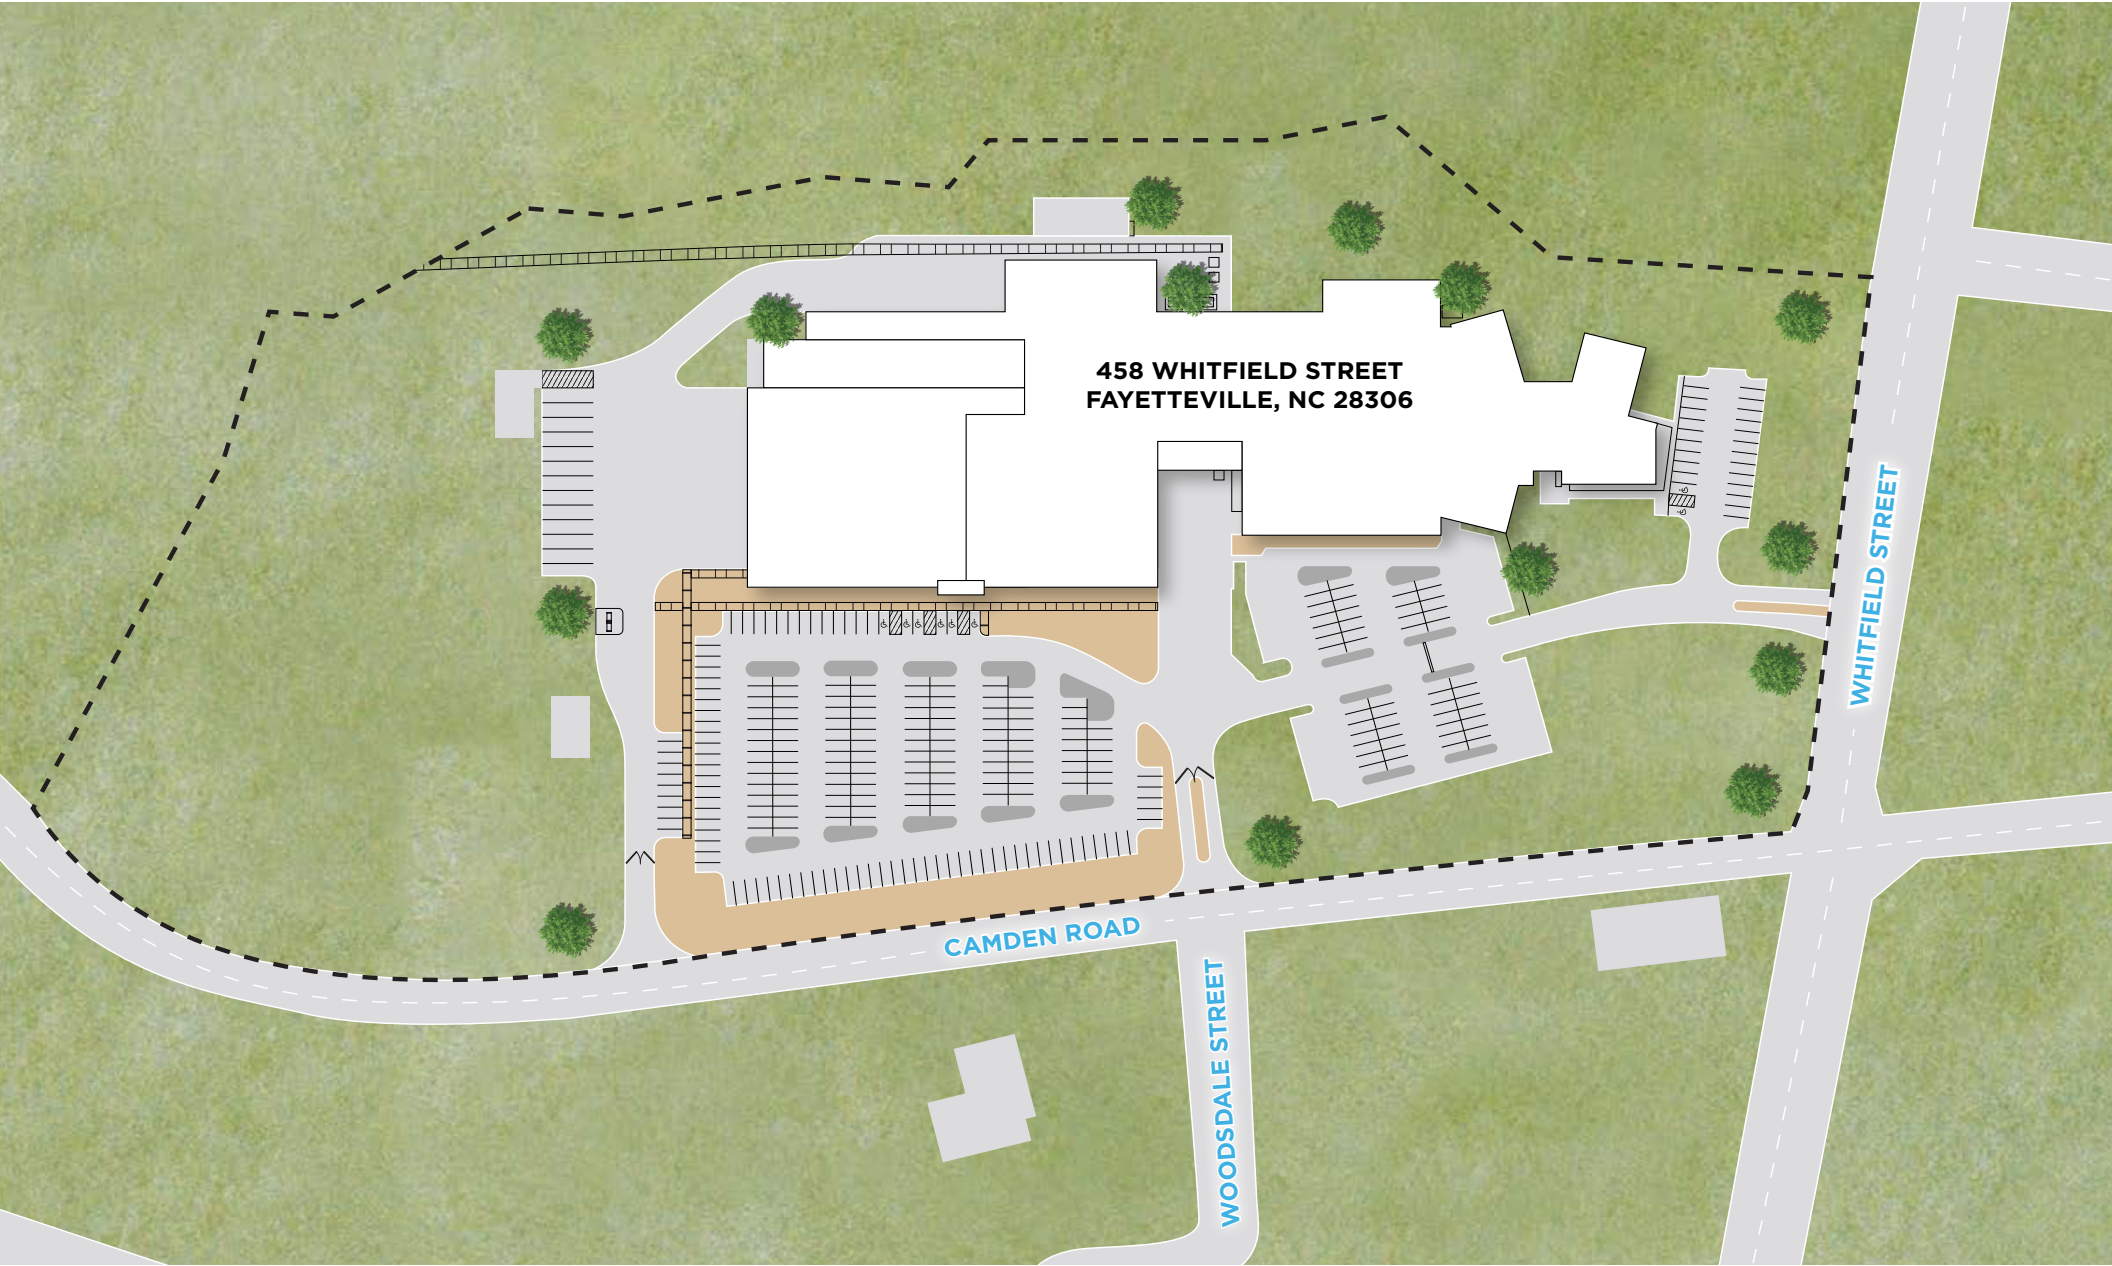 458 WHITFIELD STREET
FAYETTEVILLE, NC 28306
WHITFIELD STREET
CAMDEN ROAD
WOODSDALE STREET